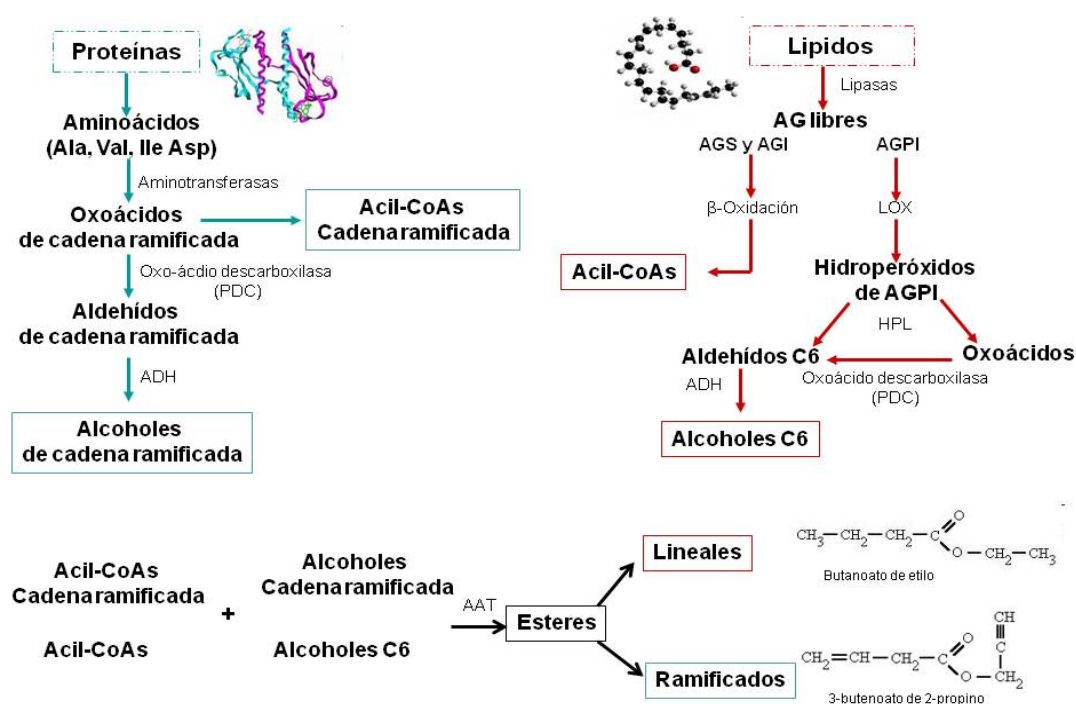 Proteínas
Aminoácidos
(Ala, Val, Ile Asp)
Aminotransferasas
Oxoácidos
de cadena ramificada
Acil-CoAs
Cadena ramificada
Oxo-ácdio descarboxilasa
(PDC)
Aldehídos
de cadena ramificada
ADH
Alcoholes
de cadena ramificada
Lipidos
Lipasas
AG libres
AGS y AGI
AGPI
β-Oxidación
LOX
Acil-CoAs
Hidroperóxidos
de AGPI
HPL
Aldehídos C6
Oxoácidos
Oxoácido descarboxilasa
(PDC)
ADH
Alcoholes C6
Acil-CoAs
Cadena ramificada
Acil-CoAs
+
Alcoholes
Cadena ramificada
Alcoholes C6
AAT
Esteres
Lineales
Ramificados
O
CH₃—CH₂—CH₂—C
O—CH₂—CH₃
Butanoato de etilo
CH
C
O
CH₂=CH—CH₂—C
O—CH₂
3-butenoato de 2-propino